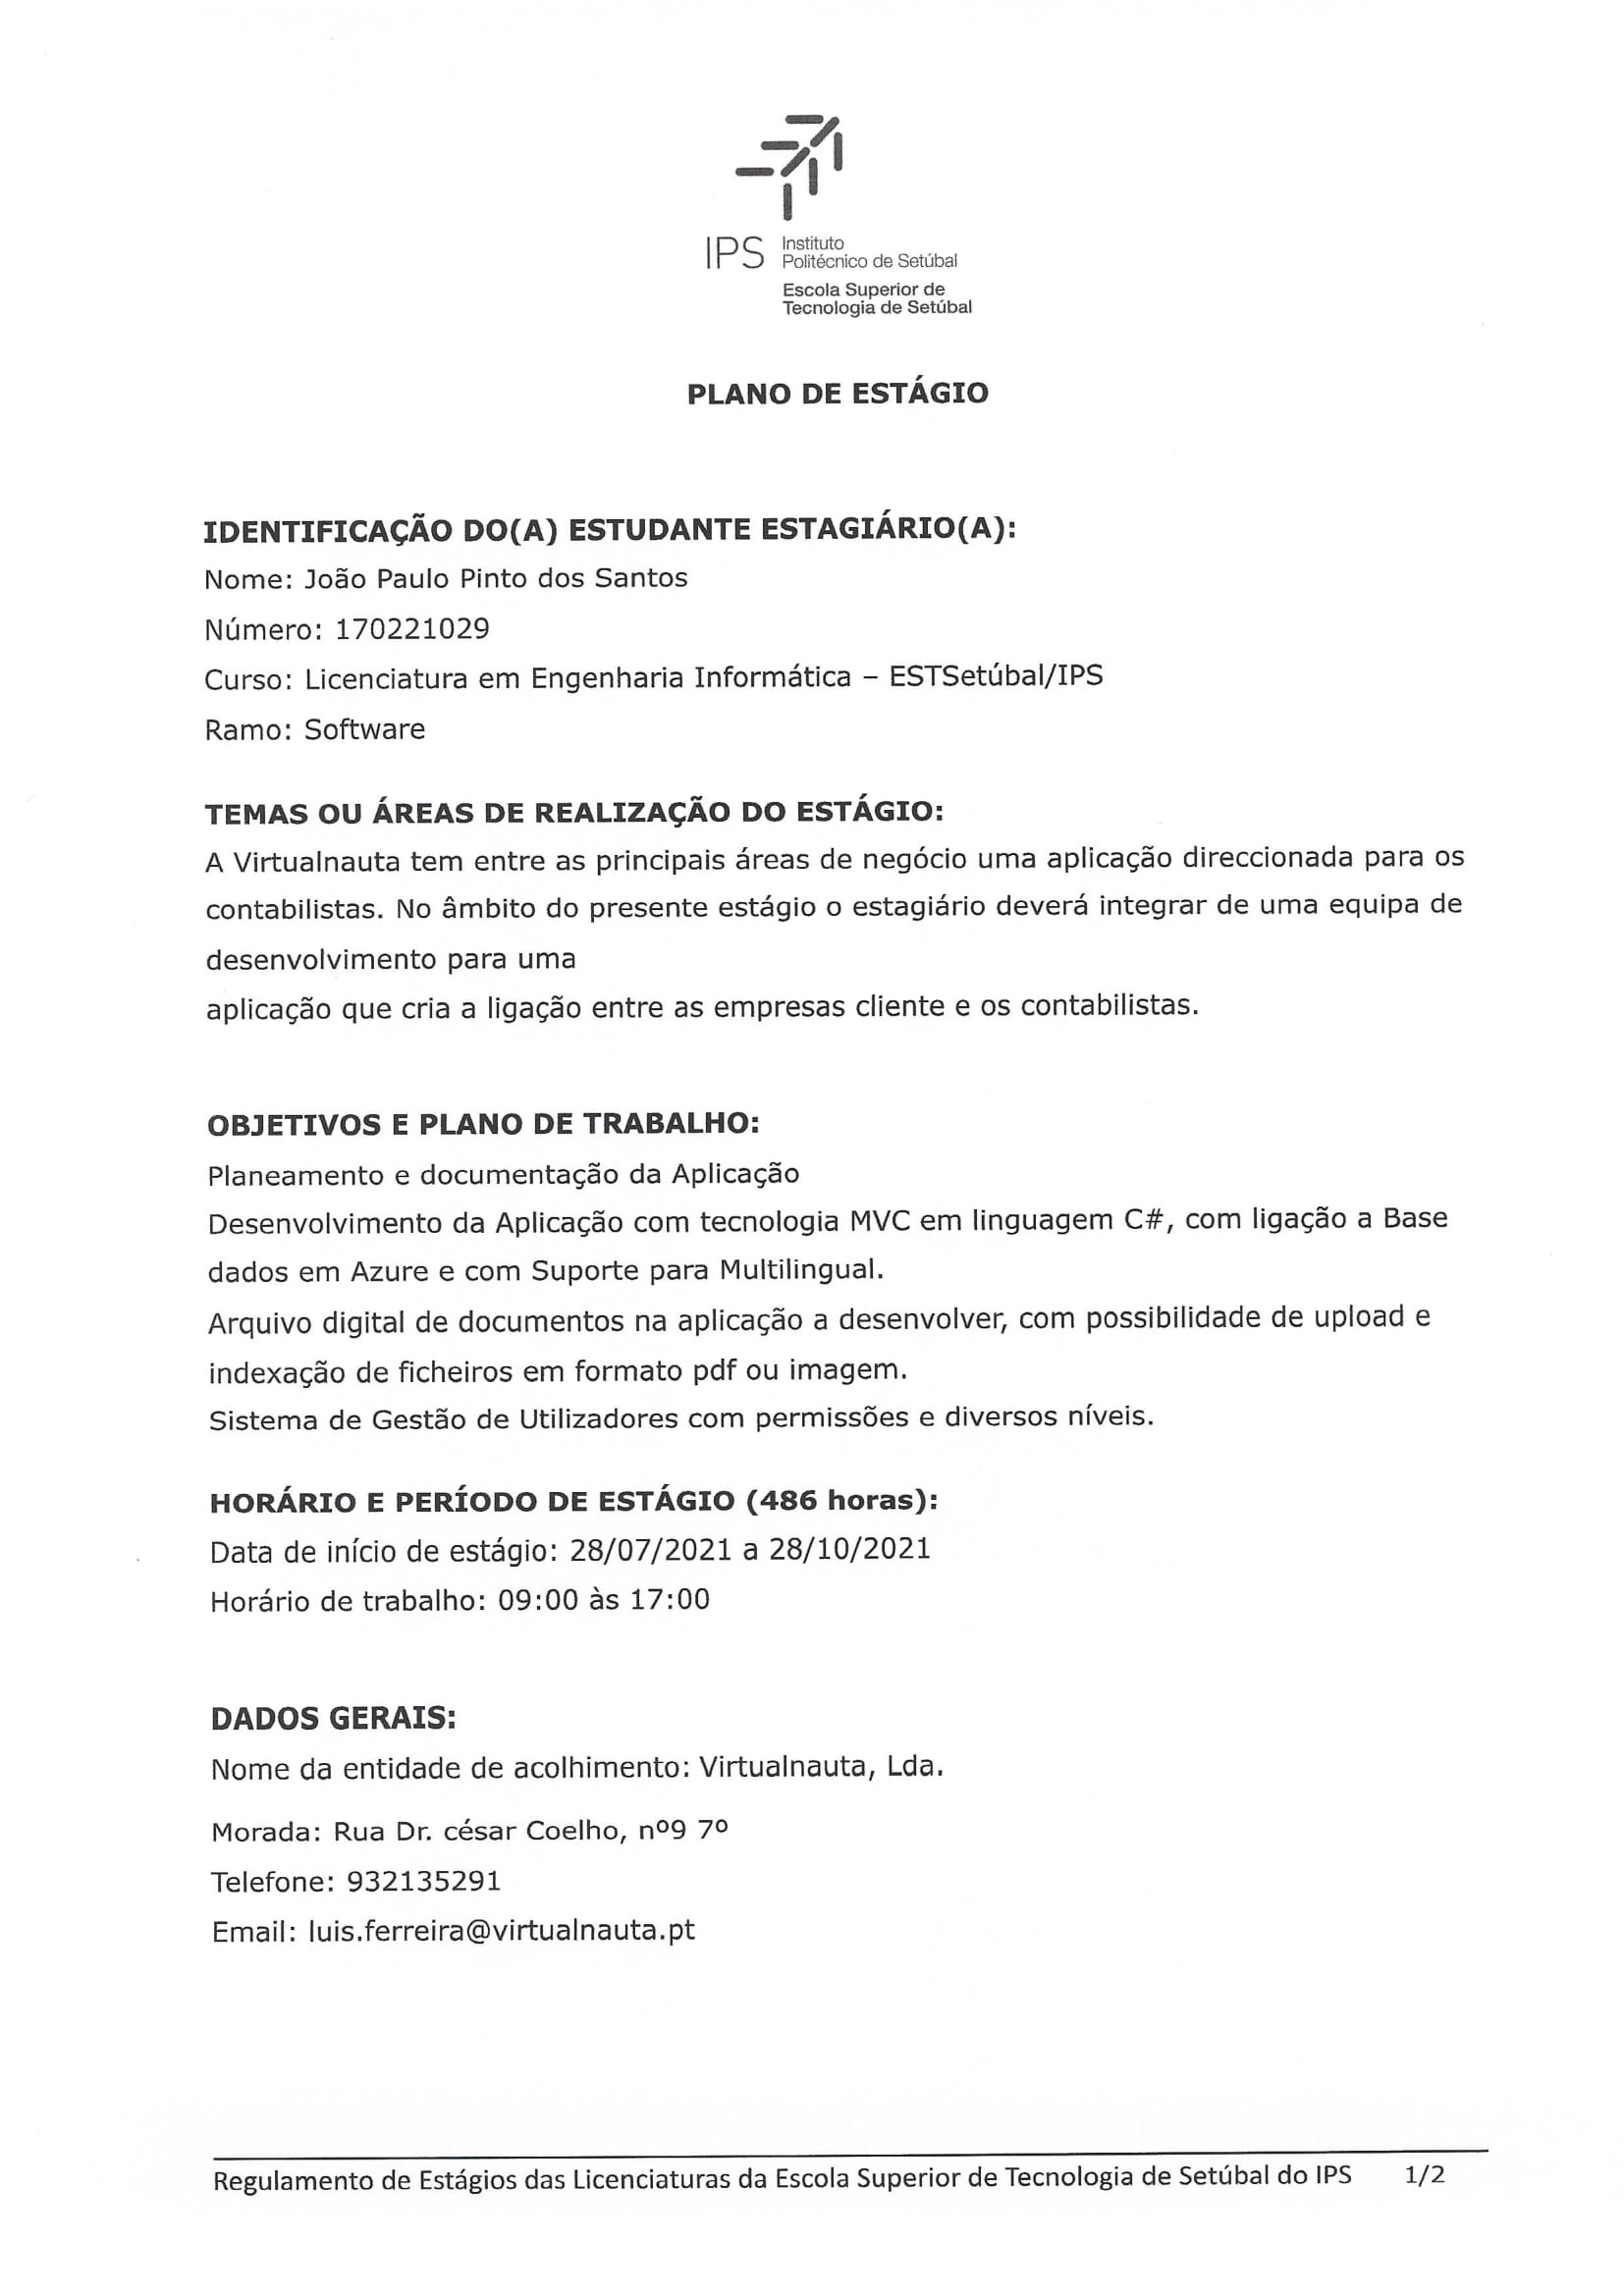 IPS Instituto
Politécnico de Setúbal
Escola Superior de
Tecnologia de Setúbal
PLANO DE ESTÁGIO
IDENTIFICAÇÃO DO(A) ESTUDANTE ESTAGIÁRIO(A):
Nome: João Paulo Pinto dos Santos
Número: 170221029
Curso: Licenciatura em Engenharia Informática – ESTSetúbal/IPS
Ramo: Software
TEMAS OU ÁREAS DE REALIZAÇÃO DO ESTÁGIO:
A Virtualnauta tem entre as principais áreas de negócio uma aplicação direccionada para os
contabilistas. No âmbito do presente estágio o estagiário deverá integrar de uma equipa de
desenvolvimento para uma
aplicação que cria a ligação entre as empresas cliente e os contabilistas.
OBJETIVOS E PLANO DE TRABALHO:
Planeamento e documentação da Aplicação
Desenvolvimento da Aplicação com tecnologia MVC em linguagem C#, com ligação a Base
dados em Azure e com Suporte para Multilingual.
Arquivo digital de documentos na aplicação a desenvolver, com possibilidade de upload e
indexação de ficheiros em formato pdf ou imagem.
Sistema de Gestão de Utilizadores com permissões e diversos níveis.
HORÁRIO E PERÍODO DE ESTÁGIO (486 horas):
Data de início de estágio: 28/07/2021 a 28/10/2021
Horário de trabalho: 09:00 às 17:00
DADOS GERAIS:
Nome da entidade de acolhimento: Virtualnauta, Lda.
Morada: Rua Dr. césar Coelho, nº9 7º
Telefone: 932135291
Email: luis.ferreira@virtualnauta.pt
Regulamento de Estágios das Licenciaturas da Escola Superior de Tecnologia de Setúbal do IPS 1/2